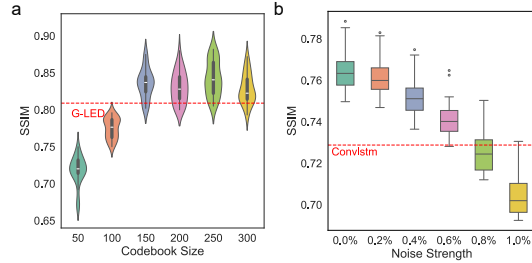 a
SSIM
0.90
0.85
0.80
0.75
0.70
0.65
G-LED
50 100 150 200 250 300
Codebook Size
b
SSIM
0.78
0.76
0.74
0.72
0.70
Convlstm
0.0% 0.2% 0.4% 0.6% 0.8% 1.0%
Noise Strength